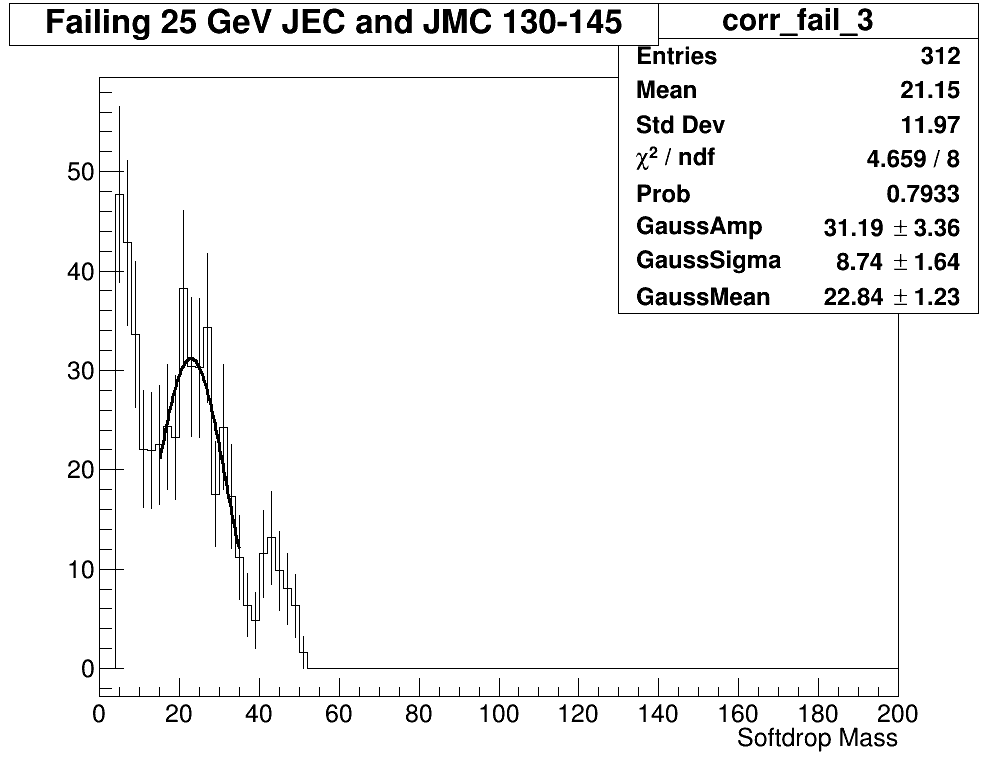 Failing 25 GeV JEC and JMC 130-145
corr_fail_3
Entries 312
Mean 21.15
Std Dev 11.97
χ² / ndf 4.659 / 8
Prob 0.7933
GaussAmp 31.19 ± 3.36
GaussSigma 8.74 ± 1.64
GaussMean 22.84 ± 1.23
50
40
30
20
10
0
0 20 40 60 80 100 120 140 160 180 200
Softdrop Mass